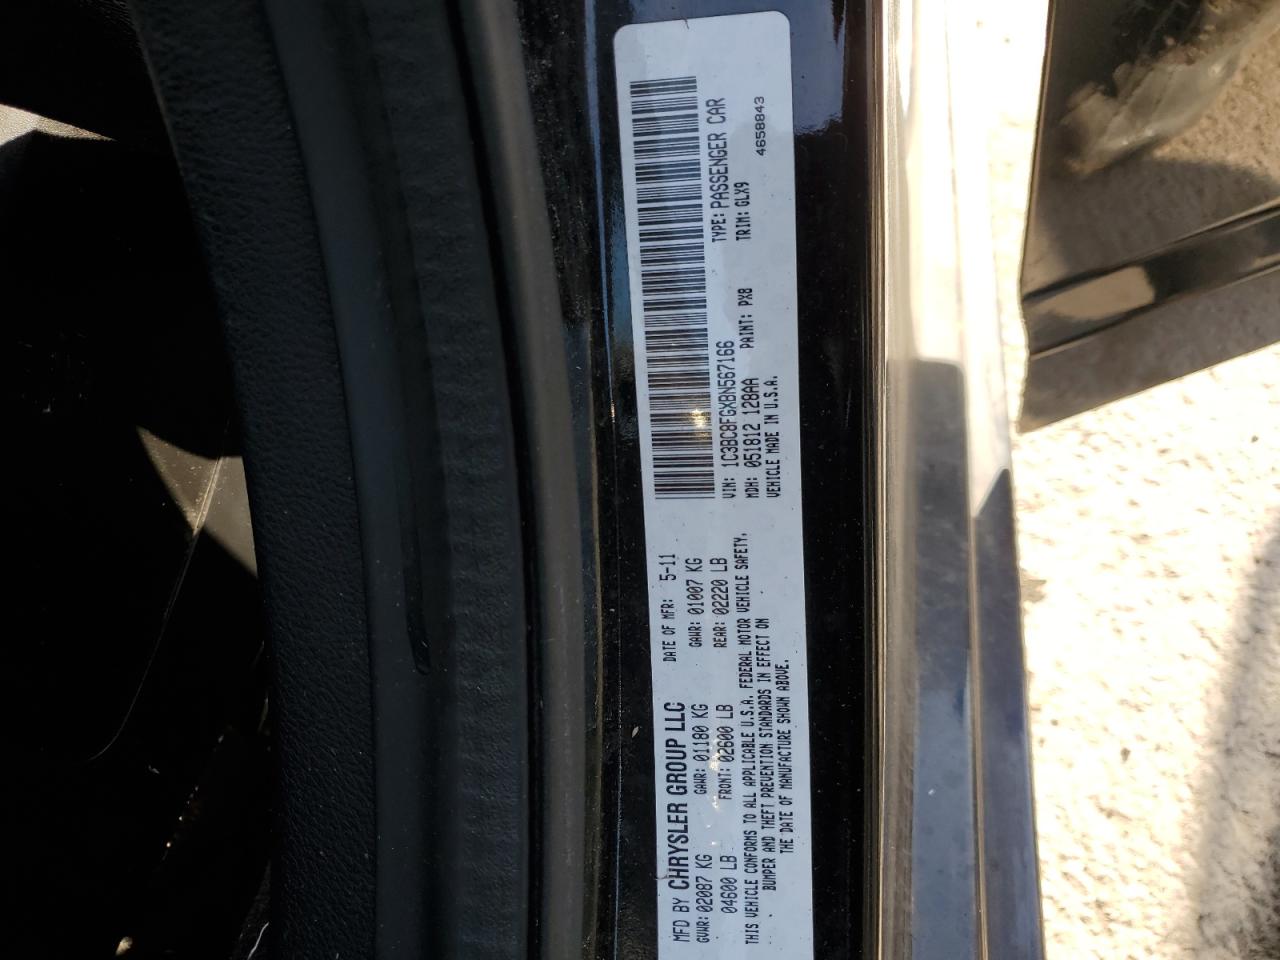 MFD BY CHRYSLER GROUP LLC
DATE OF MFR: 5-11
GVWR: 02087 KG
GAWR: 01180 KG
GAWR: 01007 KG
04600 LB
FRONT: 02600 LB
REAR: 02220 LB
THIS VEHICLE CONFORMS TO ALL APPLICABLE U.S.A. FEDERAL MOTOR VEHICLE SAFETY,
BUMPER AND THEFT PREVENTION STANDARDS IN EFFECT ON
THE DATE OF MANUFACTURE SHOWN ABOVE.
VIN: 1C3BC8FGXBN567166
TYPE: PASSENGER CAR
MDH: 051812 128AA
PAINT: PX8
TRIM: GLX9
VEHICLE MADE IN U.S.A.
4658843